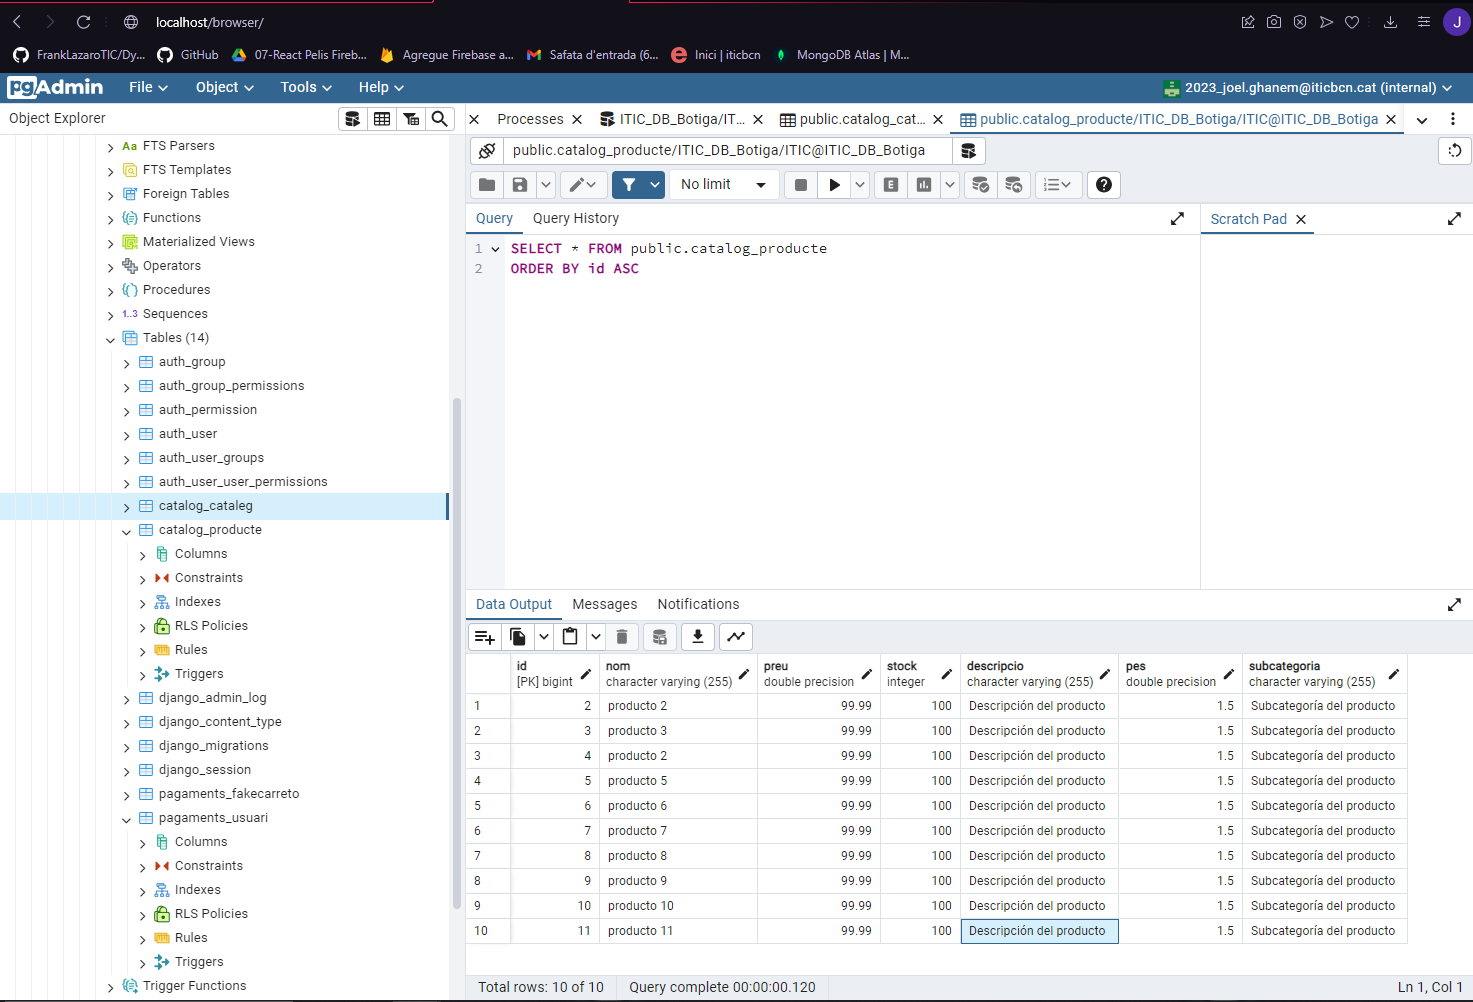 localhost/browser/
J
FrankLazaroTIC/Dy...
GitHub
07-React Pelis Fireb...
Agregue Firebase a...
Safata d'entrada (6...
Inici | iticbcn
MongoDB Atlas | M...
pgAdmin
File
Object
Tools
Help
2023_joel.ghanem@iticbcn.cat (internal)
Object Explorer
Processes
ITIC_DB_Botiga/IT...
public.catalog_cat...
public.catalog_producte/ITIC_DB_Botiga/ITIC@ITIC_DB_Botiga
public.catalog_producte/ITIC_DB_Botiga/ITIC@ITIC_DB_Botiga
No limit
E
Query
Query History
Scratch Pad
1 SELECT * FROM public.catalog_producte
2 ORDER BY id ASC
Aa FTS Parsers
FTS Templates
Foreign Tables
Functions
Materialized Views
Operators
Procedures
1..3 Sequences
Tables (14)
auth_group
auth_group_permissions
auth_permission
auth_user
auth_user_groups
auth_user_user_permissions
catalog_cataleg
catalog_producte
Columns
Constraints
Indexes
RLS Policies
Rules
Triggers
django_admin_log
django_content_type
django_migrations
django_session
pagaments_fakecarreto
pagaments_usuari
Columns
Constraints
Indexes
RLS Policies
Rules
Triggers
Trigger Functions
Data Output
Messages
Notifications
id [PK] bigint
nom character varying (255)
preu double precision
stock integer
descripcio character varying (255)
pes double precision
subcategoria character varying (255)
1 2 producto 2 99.99 100 Descripción del producto 1.5 Subcategoría del producto
2 3 producto 3 99.99 100 Descripción del producto 1.5 Subcategoría del producto
3 4 producto 2 99.99 100 Descripción del producto 1.5 Subcategoría del producto
4 5 producto 5 99.99 100 Descripción del producto 1.5 Subcategoría del producto
5 6 producto 6 99.99 100 Descripción del producto 1.5 Subcategoría del producto
6 7 producto 7 99.99 100 Descripción del producto 1.5 Subcategoría del producto
7 8 producto 8 99.99 100 Descripción del producto 1.5 Subcategoría del producto
8 9 producto 9 99.99 100 Descripción del producto 1.5 Subcategoría del producto
9 10 producto 10 99.99 100 Descripción del producto 1.5 Subcategoría del producto
10 11 producto 11 99.99 100 Descripción del producto 1.5 Subcategoría del producto
Total rows: 10 of 10
Query complete 00:00:00.120
Ln 1, Col 1